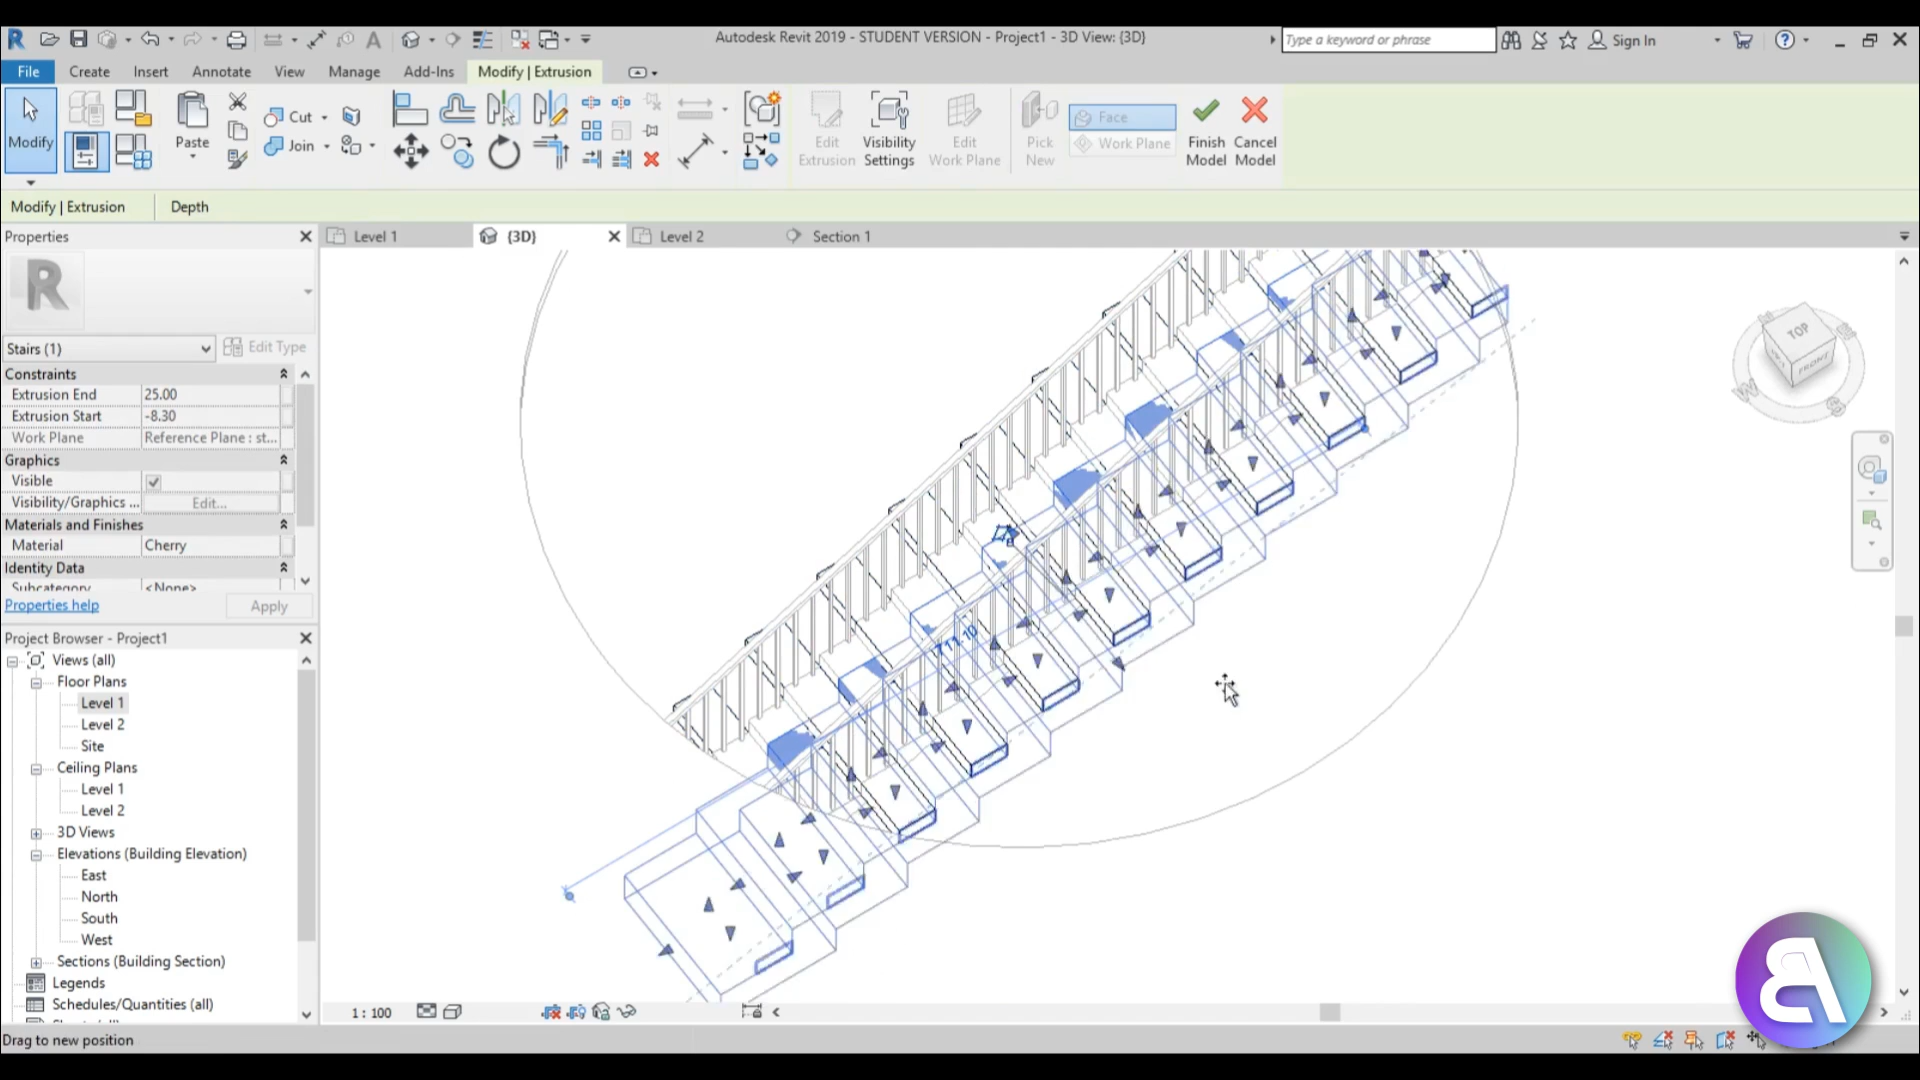 Autodesk Revit 2019 - STUDENT VERSION - Project1 - 3D View: {3D}
Type a keyword or phrase
Sign In
File Create Insert Annotate View Manage Add-Ins Modify | Extrusion
Modify
Paste
Cut
Join
Edit Extrusion
Visibility Settings
Edit Work Plane
Pick New
Face
Work Plane
Finish Model
Cancel Model
Modify | Extrusion Depth
Properties
Level 1
{3D}
Level 2
Section 1
Stairs (1)
Edit Type
Constraints
Extrusion End 25.00
Extrusion Start -8.30
Work Plane Reference Plane : st...
Graphics
Visible
Visibility/Graphics ... Edit...
Materials and Finishes
Material Cherry
Identity Data
Subcategory <None>
Properties help
Apply
Project Browser - Project1
Views (all)
Floor Plans
Level 1
Level 2
Site
Ceiling Plans
Level 1
Level 2
3D Views
Elevations (Building Elevation)
East
North
South
West
Sections (Building Section)
Legends
Schedules/Quantities (all)
TOP
FRONT
W
S
1 : 100
Drag to new position